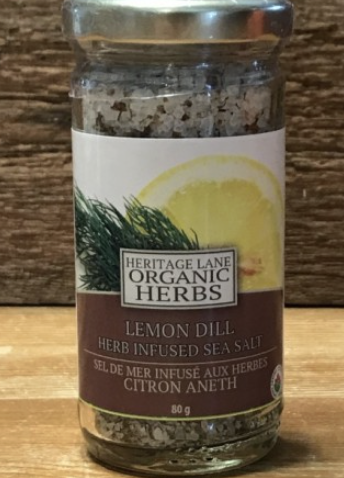 HERITAGE LANE
ORGANIC
HERBS
LEMON DILL
HERB INFUSED SEA SALT
SEL DE MER INFUSÉ AUX HERBES
CITRON ANETH
80 g